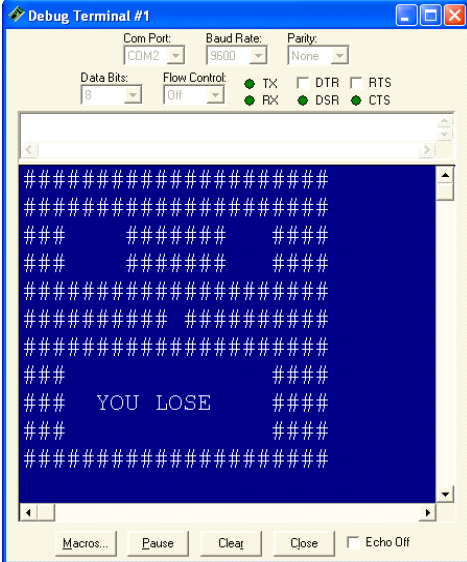 Debug Terminal #1
Com Port: Baud Rate: Parity:
COM2 9600 None
Data Bits: Flow Control: TX DTR RTS
8 Off RX DSR CTS
#####################
#####################
###    #######   ####
###    #######   ####
#####################
########## ##########
#####################
###              ####
###  YOU LOSE    ####
###              ####
#####################
Macros... Pause Clear Close Echo Off